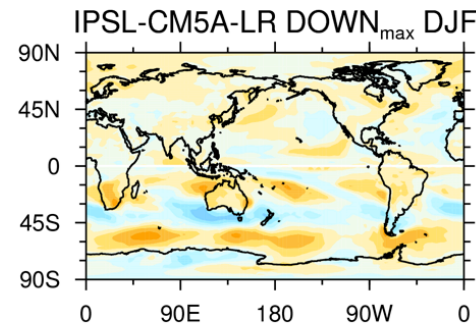 IPSL-CM5A-LR DOWNmax DJF
90N
45N
0
45S
90S
0 90E 180 90W 0